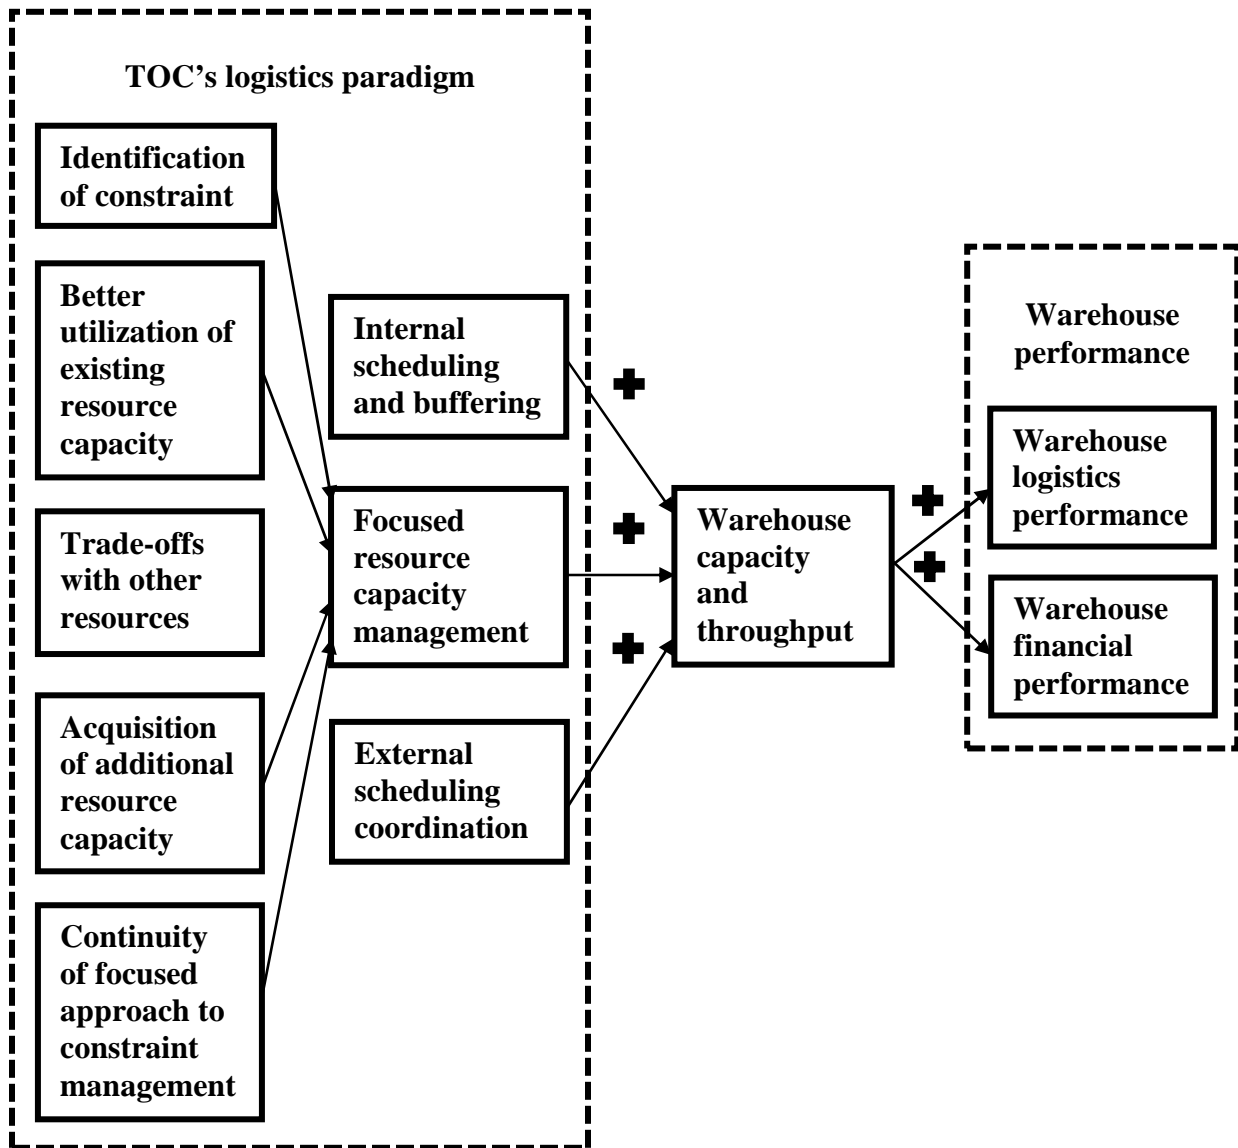 TOC’s logistics paradigm
Identification
of constraint
Better
utilization of
existing
resource
capacity
Trade-offs
with other
resources
Acquisition
of additional
resource
capacity
Continuity
of focused
approach to
constraint
management
Internal
scheduling
and buffering
Focused
resource
capacity
management
External
scheduling
coordination
Warehouse
capacity
and
throughput
Warehouse
performance
Warehouse
logistics
performance
Warehouse
financial
performance